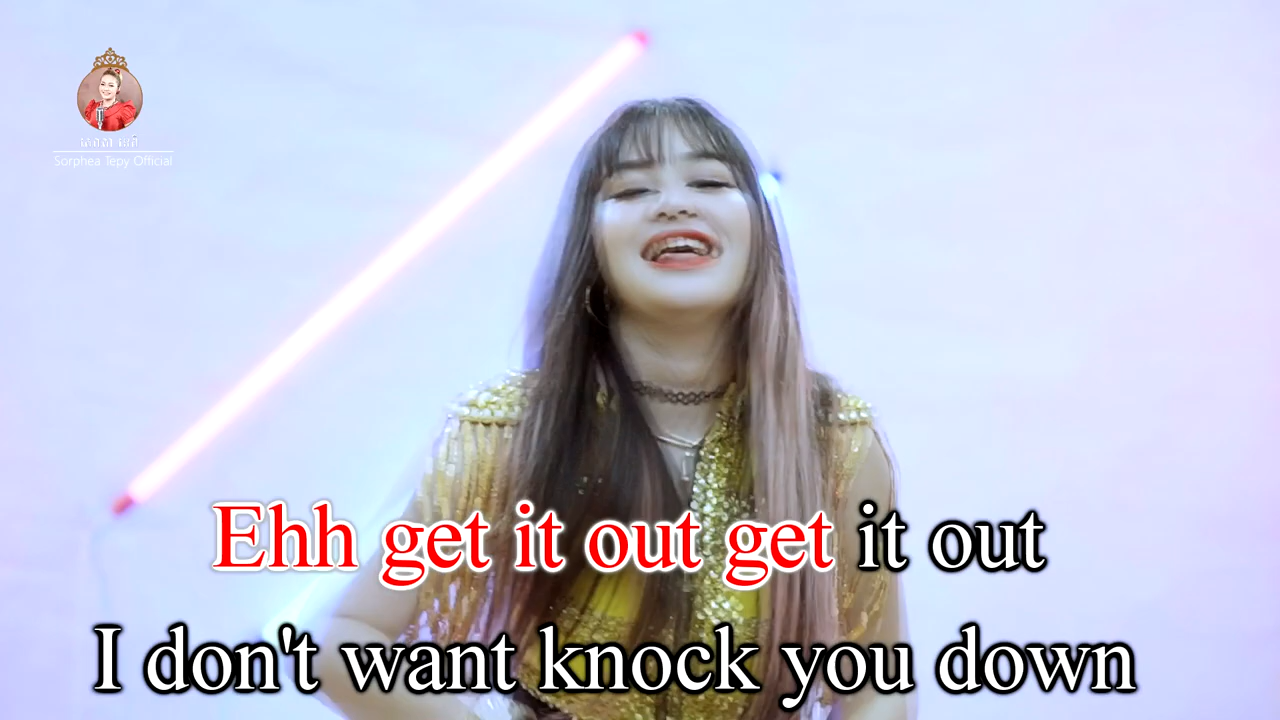 Sorphea Tepy Official
Ehh get it out get it out
I don't want knock you down